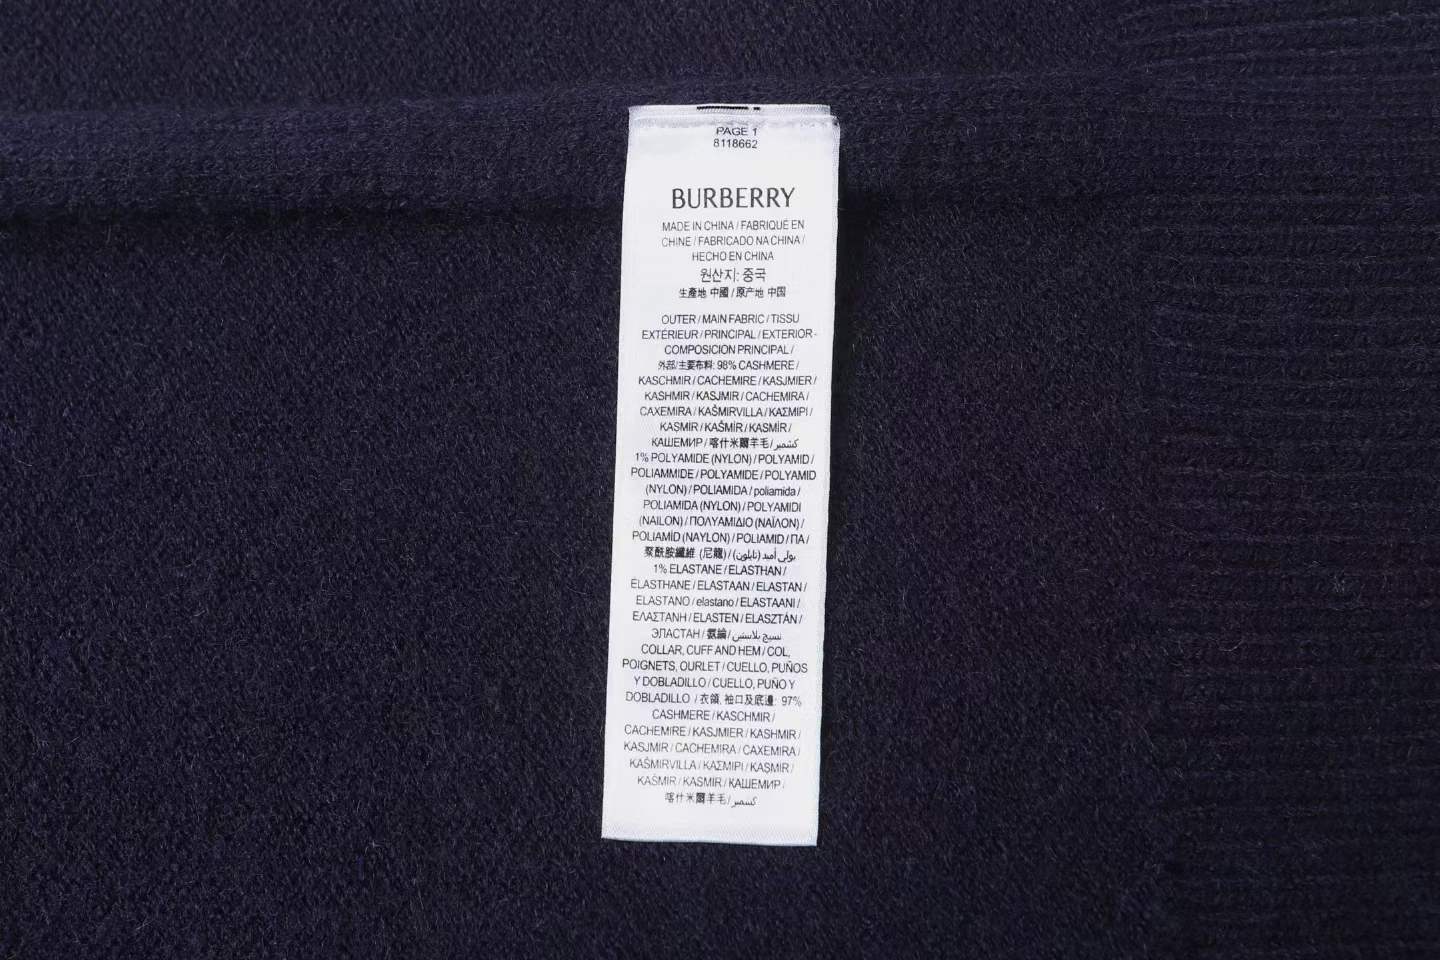 PAGE 1
8118662
BURBERRY
MADE IN CHINA / FABRIQUÉ EN
CHINE / FABRICADO NA CHINA /
HECHO EN CHINA
원산지: 중국
生產地 中國 / 原产地 中国
OUTER / MAIN FABRIC / TISSU
EXTÉRIEUR / PRINCIPAL / EXTERIOR-
COMPOSICION PRINCIPAL /
外部/主要布料: 98% CASHMERE /
KASCHMIR / CACHEMIRE / KASJMIER /
KASHMIR / KASJMIR / CACHEMIRA /
CAXEMIRA / KAŠMIRVILLA / ΚΑΣΜΙΡΙ /
KAŞMİR / KAŠMÍR / KASMÍR /
КАШЕМИР / 喀什米爾羊毛 / كشمير
1% POLYAMIDE (NYLON) / POLYAMID /
POLIAMMIDE / POLYAMIDE / POLYAMID
(NYLON) / POLIAMIDA / poliamida /
POLIAMIDA (NYLON) / POLYAMIDI
(NAILON) / ΠΟΛΥΑΜΙΔΙΟ (ΝΑΪΛΟΝ) /
POLIAMİD (NAYLON) / POLIAMID / ПА /
聚酰胺纖維 (尼龍) / بولي أميد (نايلون) /
1% ELASTANE / ELASTHAN /
ÉLASTHANE / ELASTAAN / ELASTAN /
ELASTANO / elastano / ELASTAANI /
ΕΛΑΣΤΑΝΗ / ELASTEN / ELASZTÁN /
ЭЛАСТАН / 氨綸 / نسيج بلاستين
COLLAR, CUFF AND HEM / COL,
POIGNETS, OURLET / CUELLO, PUÑOS
Y DOBLADILLO / CUELLO, PUÑO Y
DOBLADILLO / 衣領, 袖口及底邊: 97%
CASHMERE / KASCHMIR /
CACHEMIRE / KASJMIER / KASHMIR /
KASJMIR / CACHEMIRA / CAXEMIRA /
KAŠMIRVILLA / ΚΑΣΜΙΡΙ / KAŞMİR /
KAŠMÍR / KASMÍR / КАШЕМИР /
喀什米爾羊毛 / كشمير